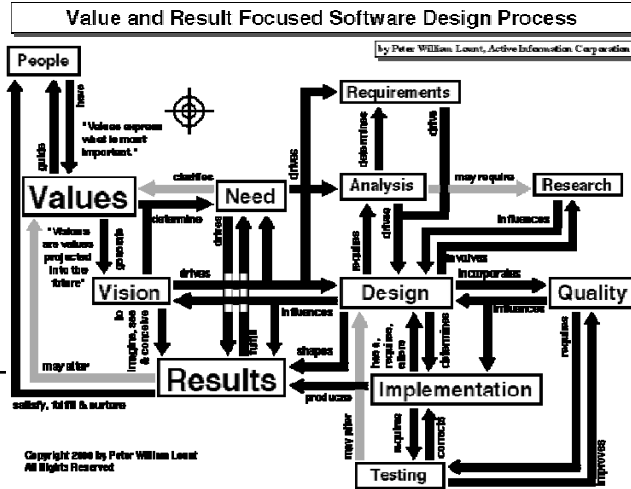 Value and Result Focused Software Design Process
by Peter William Lount, Active Information Corporation
People
have
guide
"Values express
what is most
important."
Requirements
determines
drive
drives
Values
clarifies
Need
determine
Analysis
may require
Research
"Visions
are values
projected
into the
future"
generate
drives
requires
drives
influences
involves
Vision
drives
Design
incorporates
Quality
influences
influences
to
imagine, see
& conceive
fulfill
shapes
has a,
requires,
determines
requires
may alter
Results
produces
Implementation
satisfy, fulfill & nurture
may alter
requires
corrects
improves
Testing
Copyright 2000 by Peter William Lount
All Rights Reserved